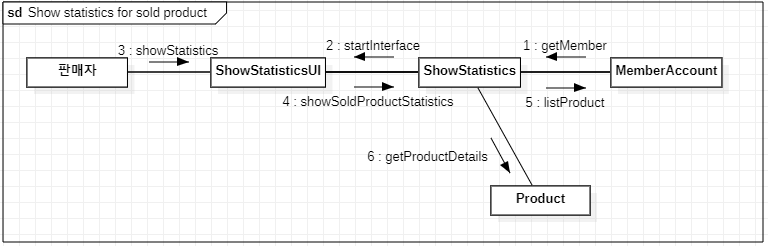 sd Show statistics for sold product
3 : showStatistics
2 : startInterface
1 : getMember
판매자
ShowStatisticsUI
ShowStatistics
MemberAccount
4 : showSoldProductStatistics
5 : listProduct
6 : getProductDetails
Product